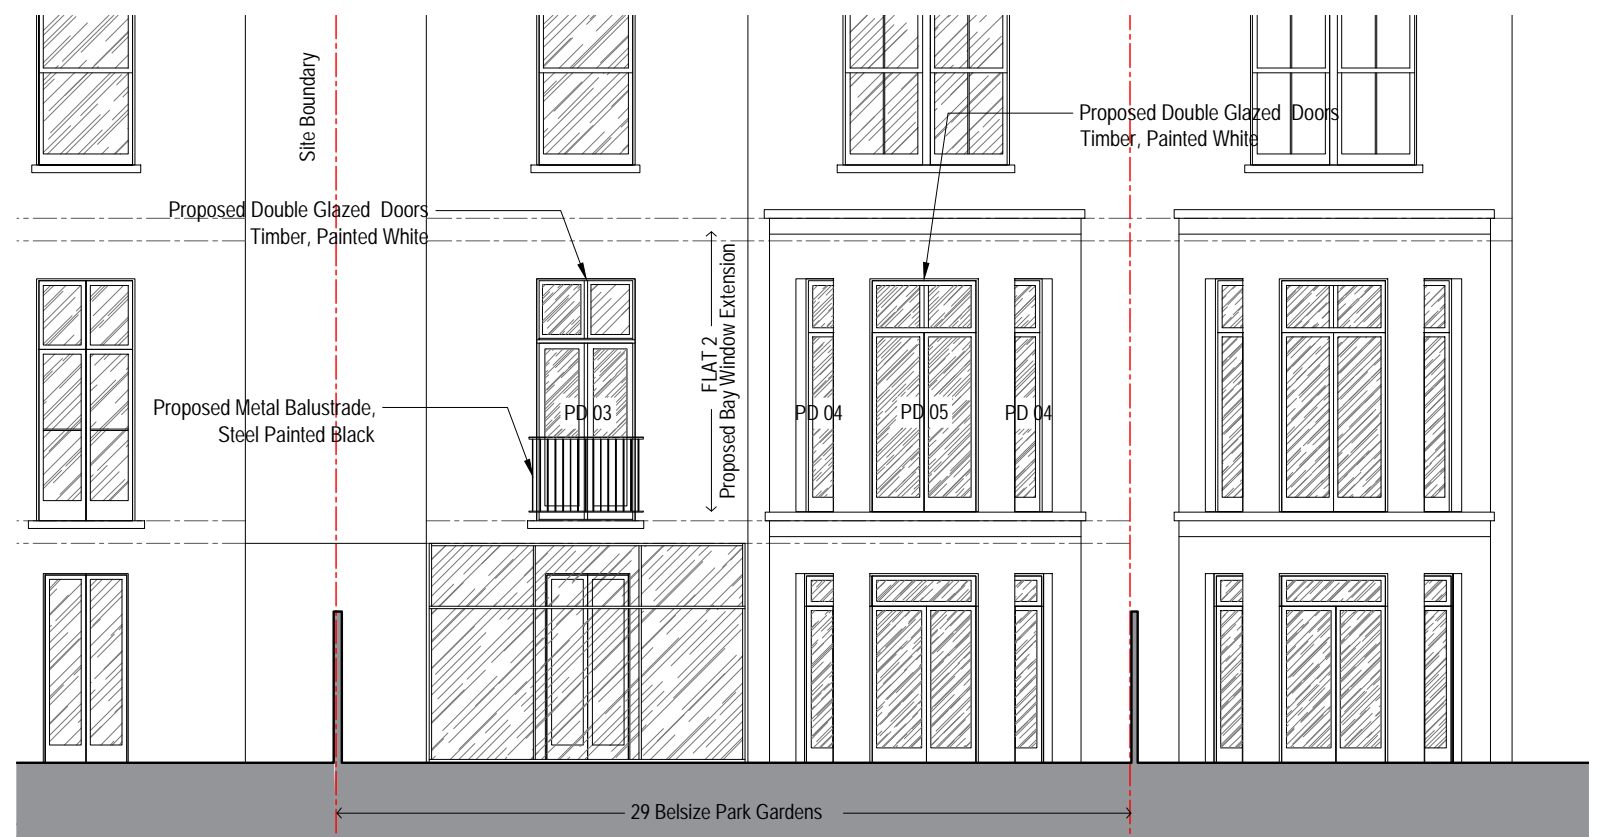 Site Boundary
Proposed Double Glazed Doors
Timber, Painted White
Proposed Double Glazed Doors
Timber, Painted White
FLAT 2
Proposed Bay Window Extension
Proposed Metal Balustrade,
Steel Painted Black
PD 03
PD 04
PD 05
PD 04
29 Belsize Park Gardens